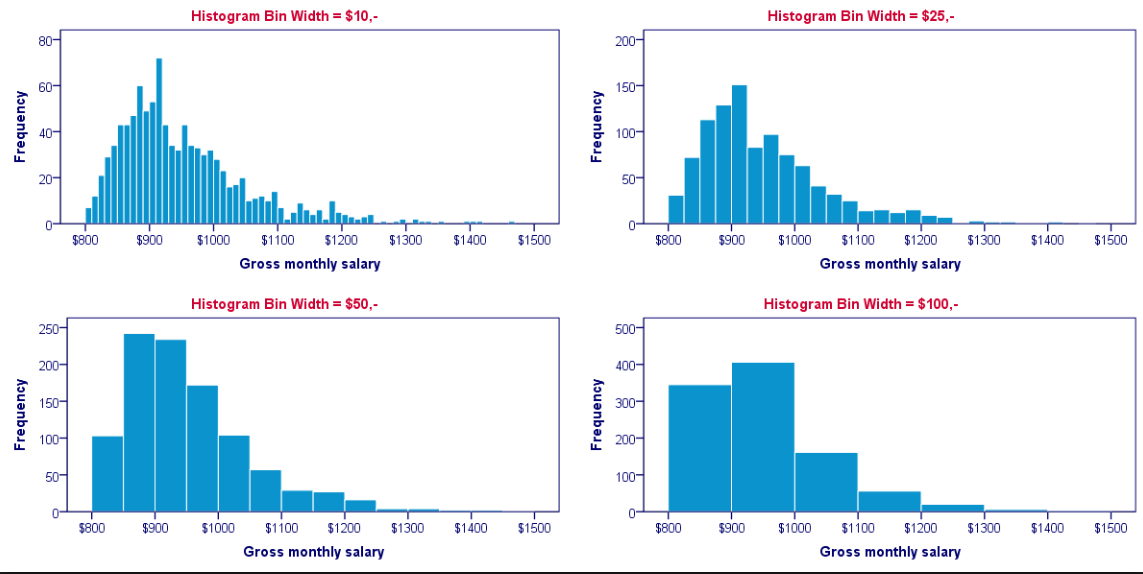 Histogram Bin Width = $10,-
80
60
40
20
0
Frequency
$800 $900 $1000 $1100 $1200 $1300 $1400 $1500
Gross monthly salary
Histogram Bin Width = $25,-
200
150
100
50
0
Frequency
$800 $900 $1000 $1100 $1200 $1300 $1400 $1500
Gross monthly salary
Histogram Bin Width = $50,-
250
200
150
100
50
0
Frequency
$800 $900 $1000 $1100 $1200 $1300 $1400 $1500
Gross monthly salary
Histogram Bin Width = $100,-
500
400
300
200
100
0
Frequency
$800 $900 $1000 $1100 $1200 $1300 $1400 $1500
Gross monthly salary